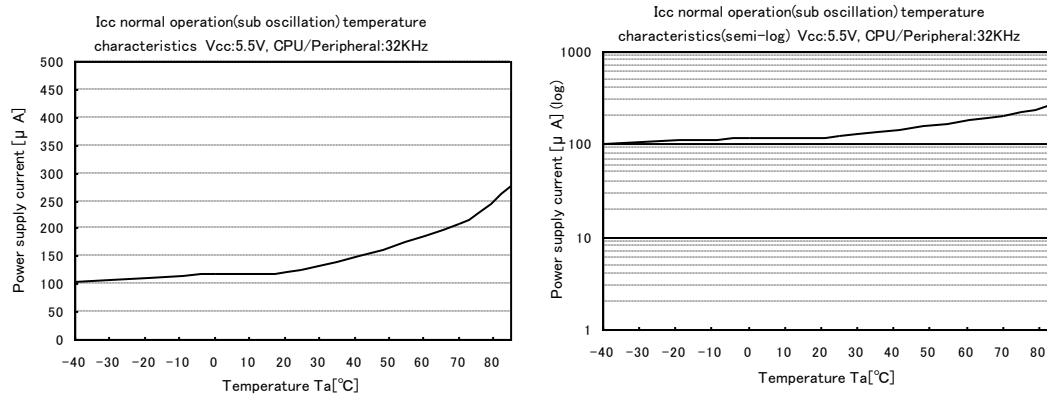 Icc normal operation(sub oscillation) temperature
characteristics Vcc:5.5V, CPU/Peripheral:32KHz
500
450
400
350
300
250
200
150
100
50
0
Power supply current [μ A]
-40 -30 -20 -10 0 10 20 30 40 50 60 70 80
Temperature Ta[℃]
Icc normal operation(sub oscillation) temperature
characteristics(semi-log) Vcc:5.5V, CPU/Peripheral:32KHz
1000
100
10
1
Power supply current [μ A] (log)
-40 -30 -20 -10 0 10 20 30 40 50 60 70 80
Temperature Ta[℃]